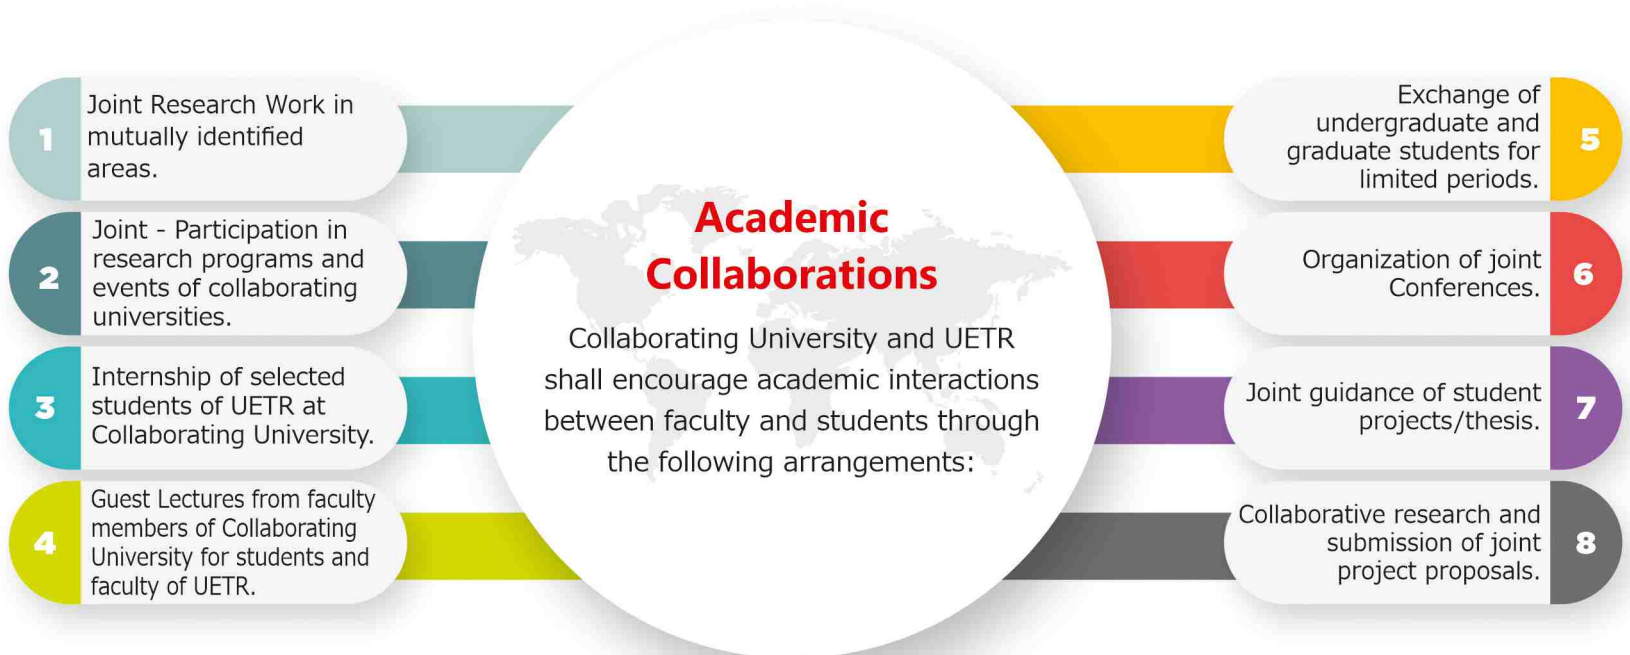 Academic
Collaborations
Collaborating University and UETR
shall encourage academic interactions
between faculty and students through
the following arrangements:
1
Joint Research Work in
mutually identified
areas.
2
Joint - Participation in
research programs and
events of collaborating
universities.
3
Internship of selected
students of UETR at
Collaborating University.
4
Guest Lectures from faculty
members of Collaborating
University for students and
faculty of UETR.
5
Exchange of
undergraduate and
graduate students for
limited periods.
6
Organization of joint
Conferences.
7
Joint guidance of student
projects/thesis.
8
Collaborative research and
submission of joint
project proposals.